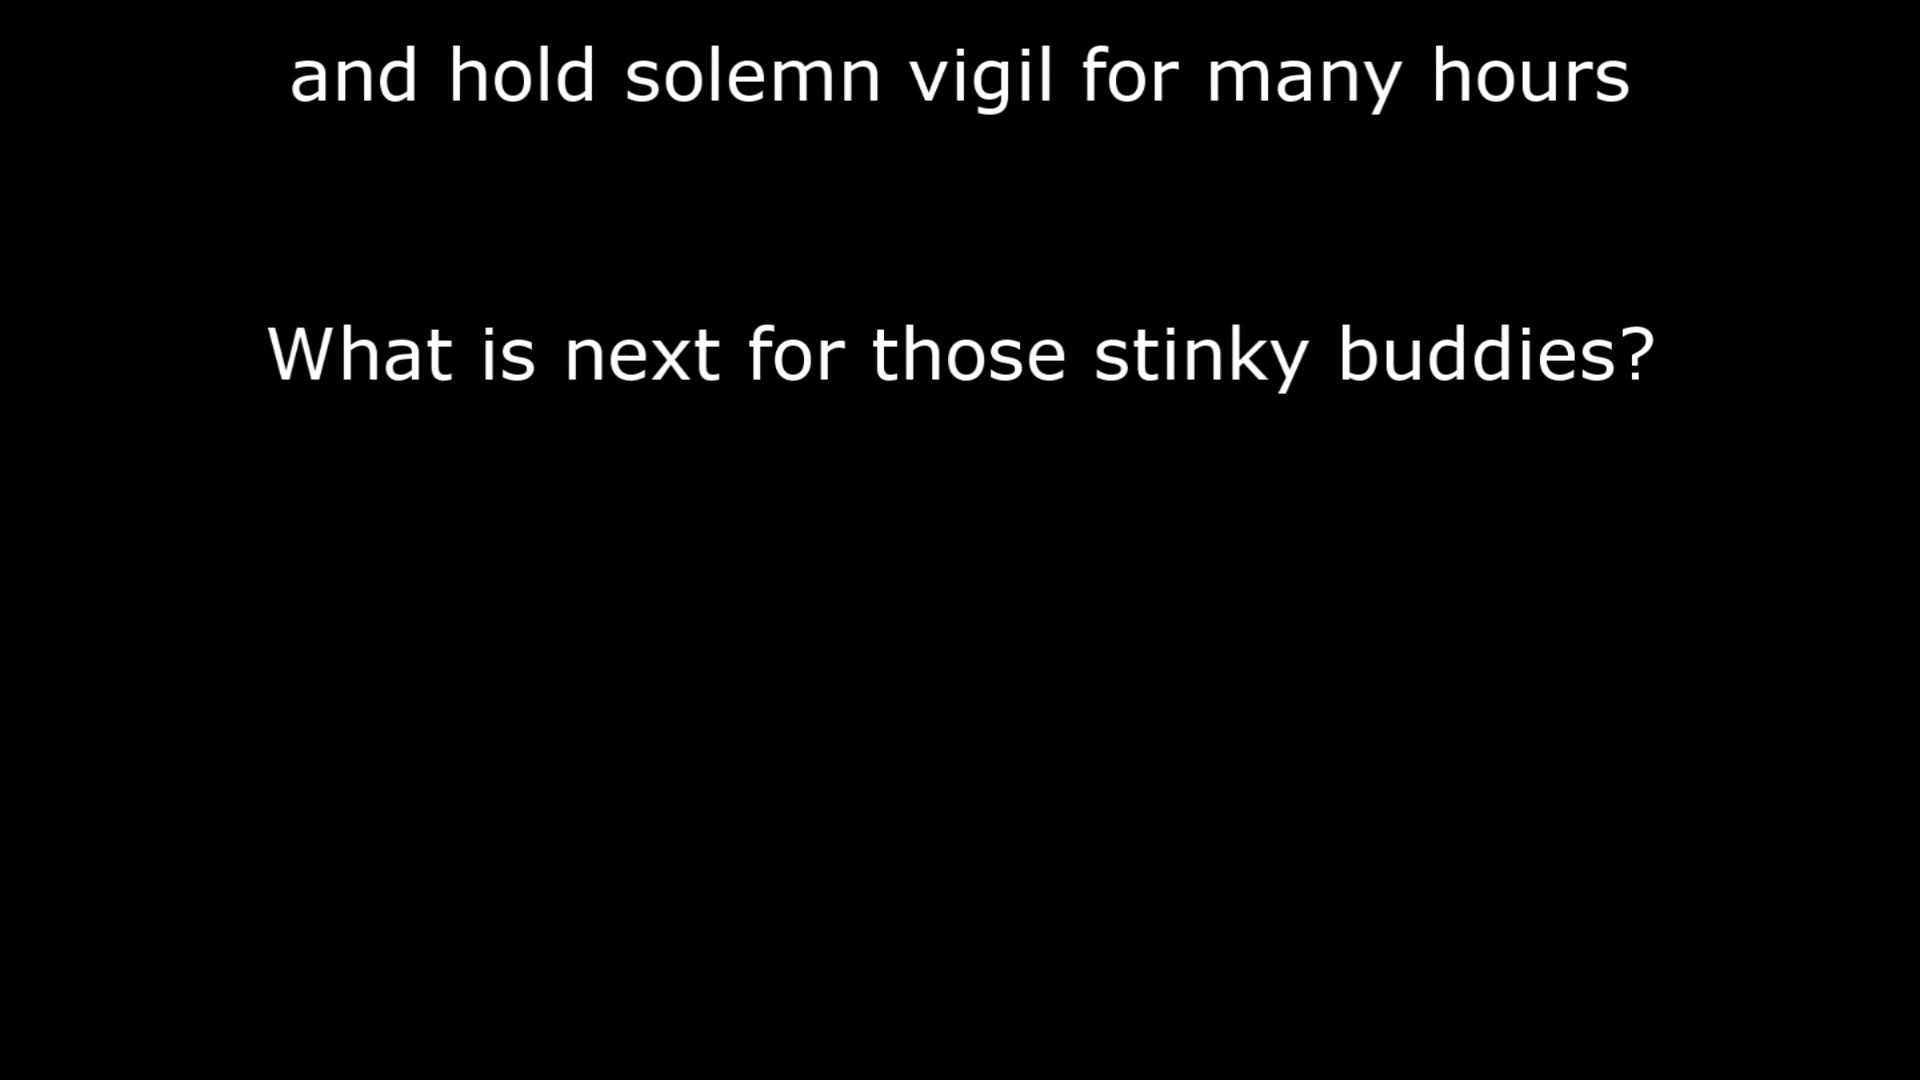 and hold solemn vigil for many hours
What is next for those stinky buddies?